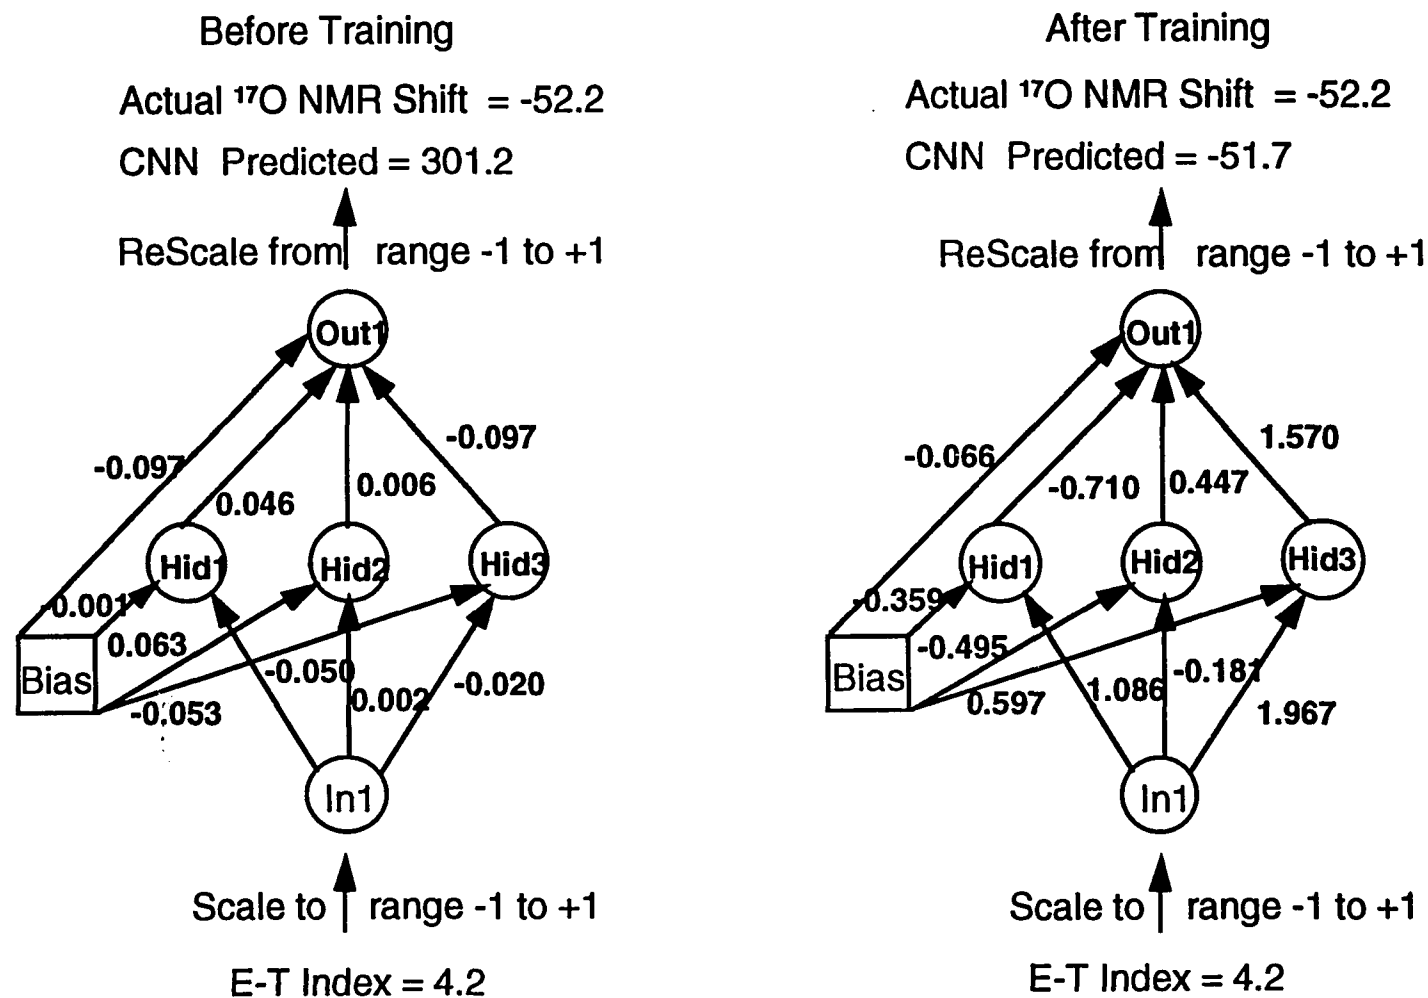 Before Training
Actual ¹⁷O NMR Shift = -52.2
CNN Predicted = 301.2
ReScale from range -1 to +1
Out1
-0.097
-0.097
0.046
0.006
Hid1
Hid2
Hid3
-0.001
0.063
-0.050
0.002
-0.020
Bias
-0.053
In1
Scale to range -1 to +1
E-T Index = 4.2
After Training
Actual ¹⁷O NMR Shift = -52.2
CNN Predicted = -51.7
ReScale from range -1 to +1
Out1
-0.066
1.570
-0.710
0.447
Hid1
Hid2
Hid3
-0.359
-0.495
Bias
0.597
1.086
-0.181
1.967
In1
Scale to range -1 to +1
E-T Index = 4.2